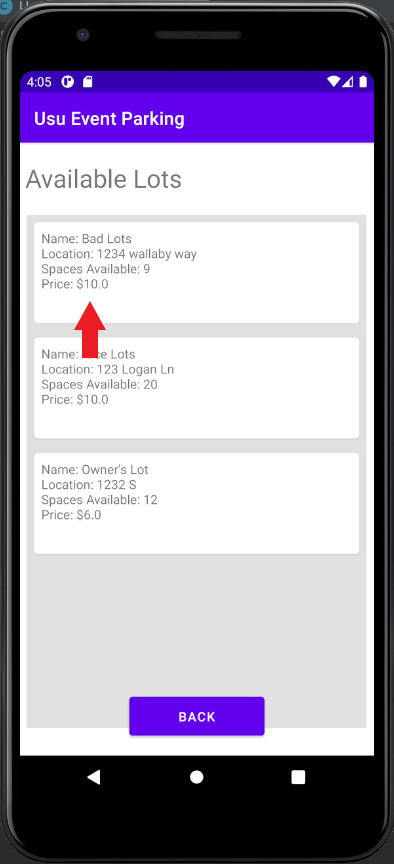 4:05
Usu Event Parking
Available Lots
Name: Bad Lots
Location: 1234 wallaby way
Spaces Available: 9
Price: $10.0
Name: Lots
Location: 123 Logan Ln
Spaces Available: 20
Price: $10.0
Name: Owner's Lot
Location: 1232 S
Spaces Available: 12
Price: $6.0
BACK